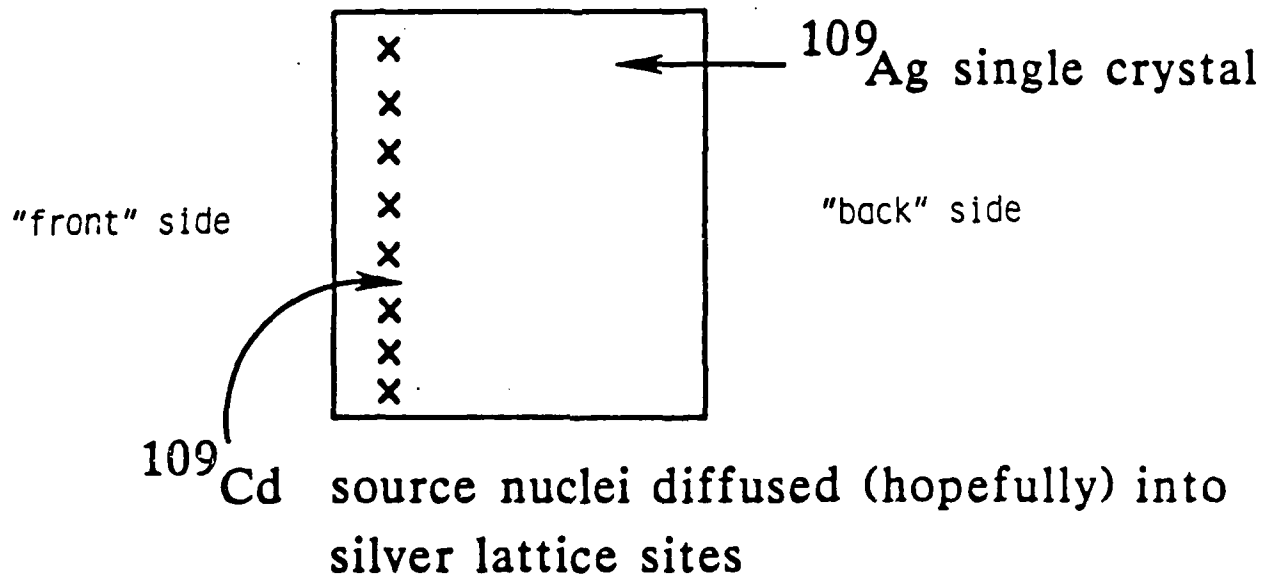 ¹⁰⁹Ag single crystal
"front" side
"back" side
x
x
x
x
x
x
x
x
¹⁰⁹Cd source nuclei diffused (hopefully) into
silver lattice sites